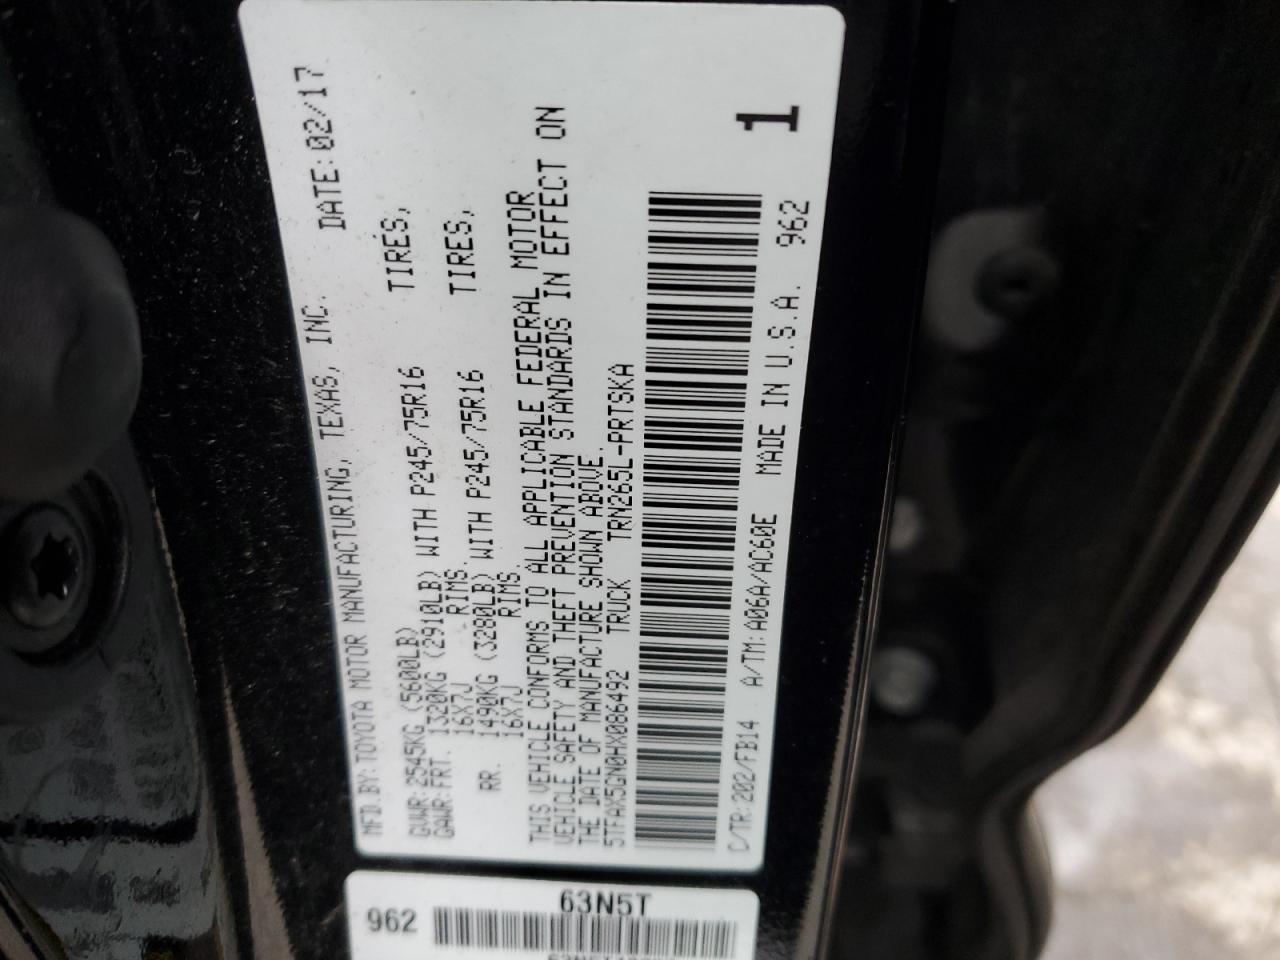 MFD.BY:TOYOTA MOTOR MANUFACTURING, TEXAS, INC. DATE:02/17
GVWR:2545KG (5600LB)
GAWR:FRT. 1320KG (2910LB) WITH P245/75R16 TIRES,
16X7J RIMS.
RR. 1490KG (3280LB) WITH P245/75R16 TIRES,
16X7J RIMS.
THIS VEHICLE CONFORMS TO ALL APPLICABLE FEDERAL MOTOR
VEHICLE SAFETY AND THEFT PREVENTION STANDARDS IN EFFECT ON
THE DATE OF MANUFACTURE SHOWN ABOVE.
5TFAX5GN0HX086492 TRUCK TRN265L-PRTSKA
C/TR:202/FB14 A/TM:A06A/AC60E MADE IN U.S.A. 962
1
63N5T
962